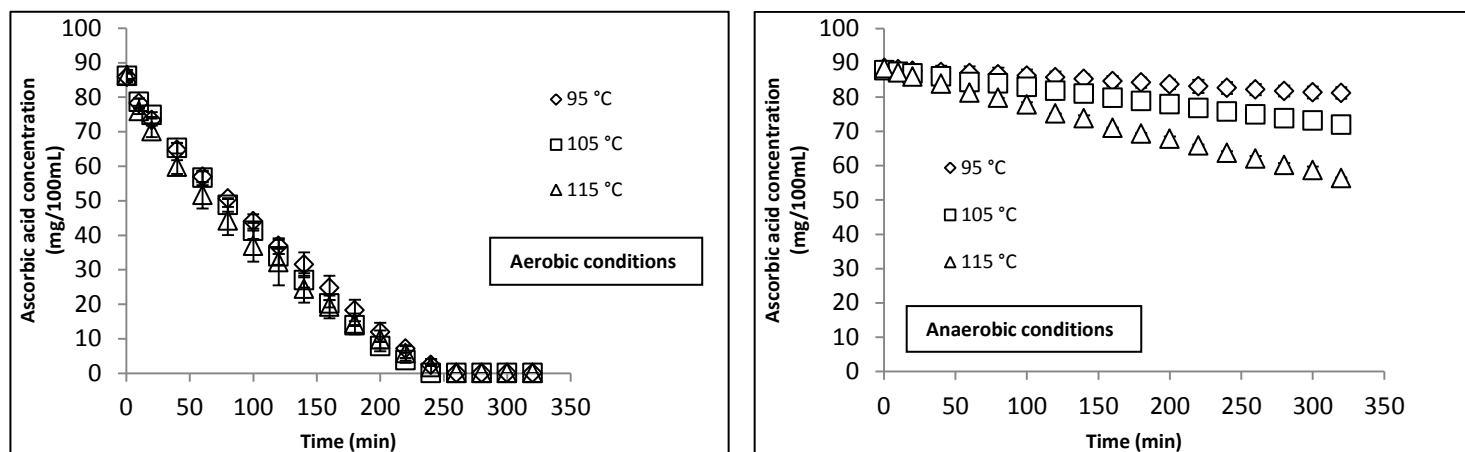 Ascorbic acid concentration
(mg/100mL)
100
90
80
70
60
50
40
30
20
10
0
0 50 100 150 200 250 300 350
Time (min)
95 °C
105 °C
115 °C
Aerobic conditions
Ascorbic acid concentration
(mg/100mL)
100
90
80
70
60
50
40
30
20
10
0
0 50 100 150 200 250 300 350
Time (min)
95 °C
105 °C
115 °C
Anaerobic conditions